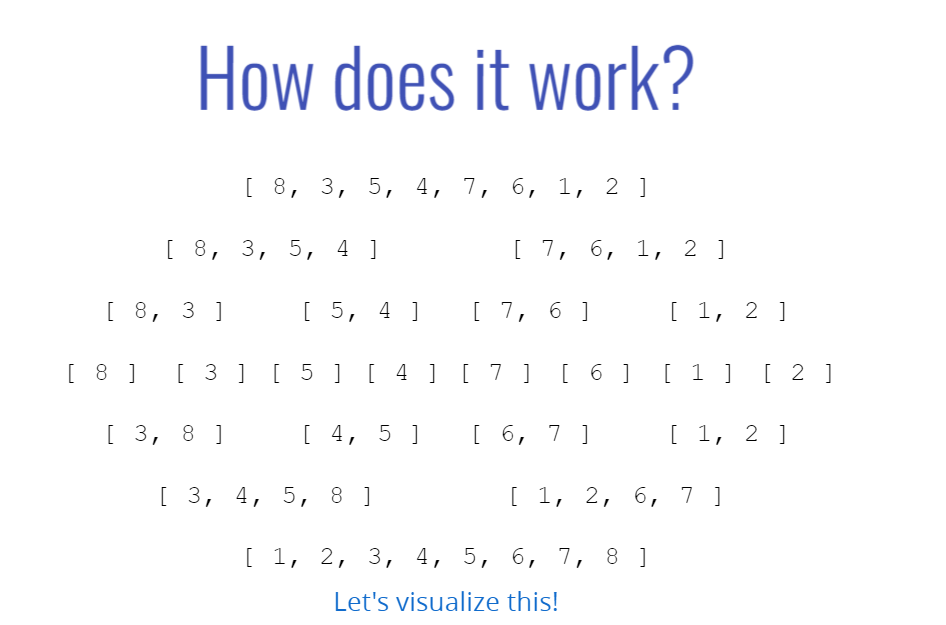 How does it work?
[ 8, 3, 5, 4, 7, 6, 1, 2 ]
[ 8, 3, 5, 4 ] [ 7, 6, 1, 2 ]
[ 8, 3 ] [ 5, 4 ] [ 7, 6 ] [ 1, 2 ]
[ 8 ] [ 3 ] [ 5 ] [ 4 ] [ 7 ] [ 6 ] [ 1 ] [ 2 ]
[ 3, 8 ] [ 4, 5 ] [ 6, 7 ] [ 1, 2 ]
[ 3, 4, 5, 8 ] [ 1, 2, 6, 7 ]
[ 1, 2, 3, 4, 5, 6, 7, 8 ]
Let's visualize this!